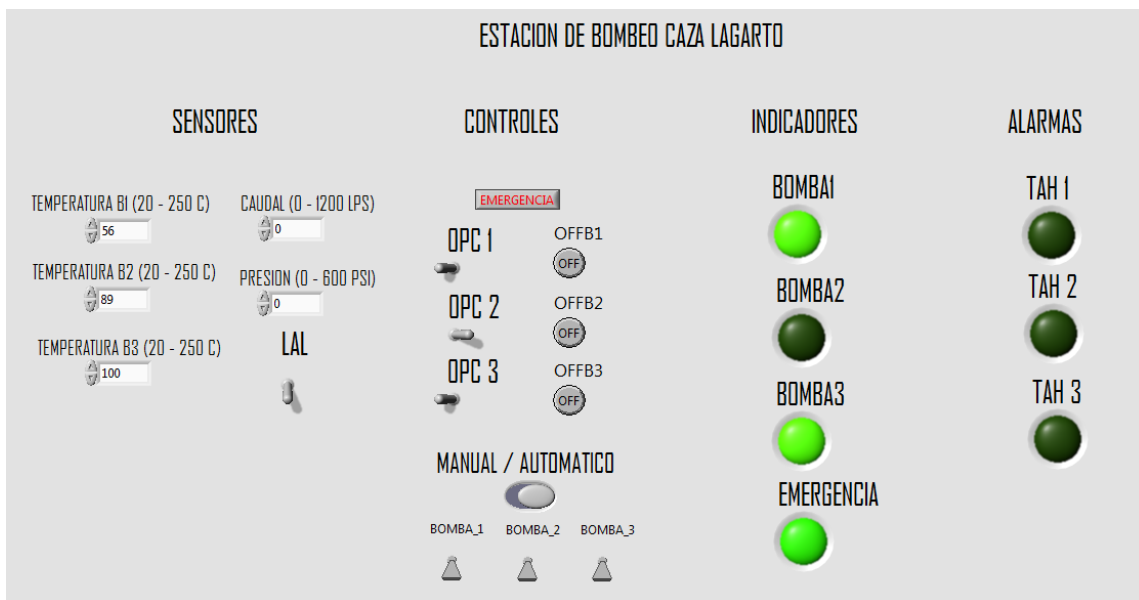 ESTACION DE BOMBEO CAZA LAGARTO
SENSORES
TEMPERATURA B1 (20 - 250 C)
56
CAUDAL (0 - 1200 LPS)
0
TEMPERATURA B2 (20 - 250 C)
89
PRESION (0 - 600 PSI)
0
TEMPERATURA B3 (20 - 250 C)
100
LAL
CONTROLES
EMERGENCIA
OPC 1
OFFB1
OFF
OPC 2
OFFB2
OFF
OPC 3
OFFB3
OFF
MANUAL / AUTOMATICO
BOMBA_1 BOMBA_2 BOMBA_3
INDICADORES
BOMBA1
BOMBA2
BOMBA3
EMERGENCIA
ALARMAS
TAH 1
TAH 2
TAH 3